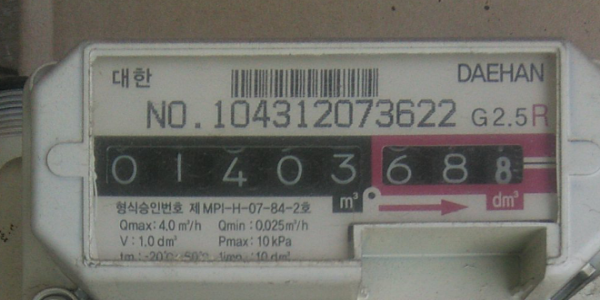 대한 DAEHAN
NO.104312073622 G2.5R
01403 688
m³ dm³
형식승인번호 제 MPI-H-07-84-2호
Qmax: 4.0 m³/h Qmin : 0.025m³/h
V : 1.0 dm³ Pmax: 10 kPa